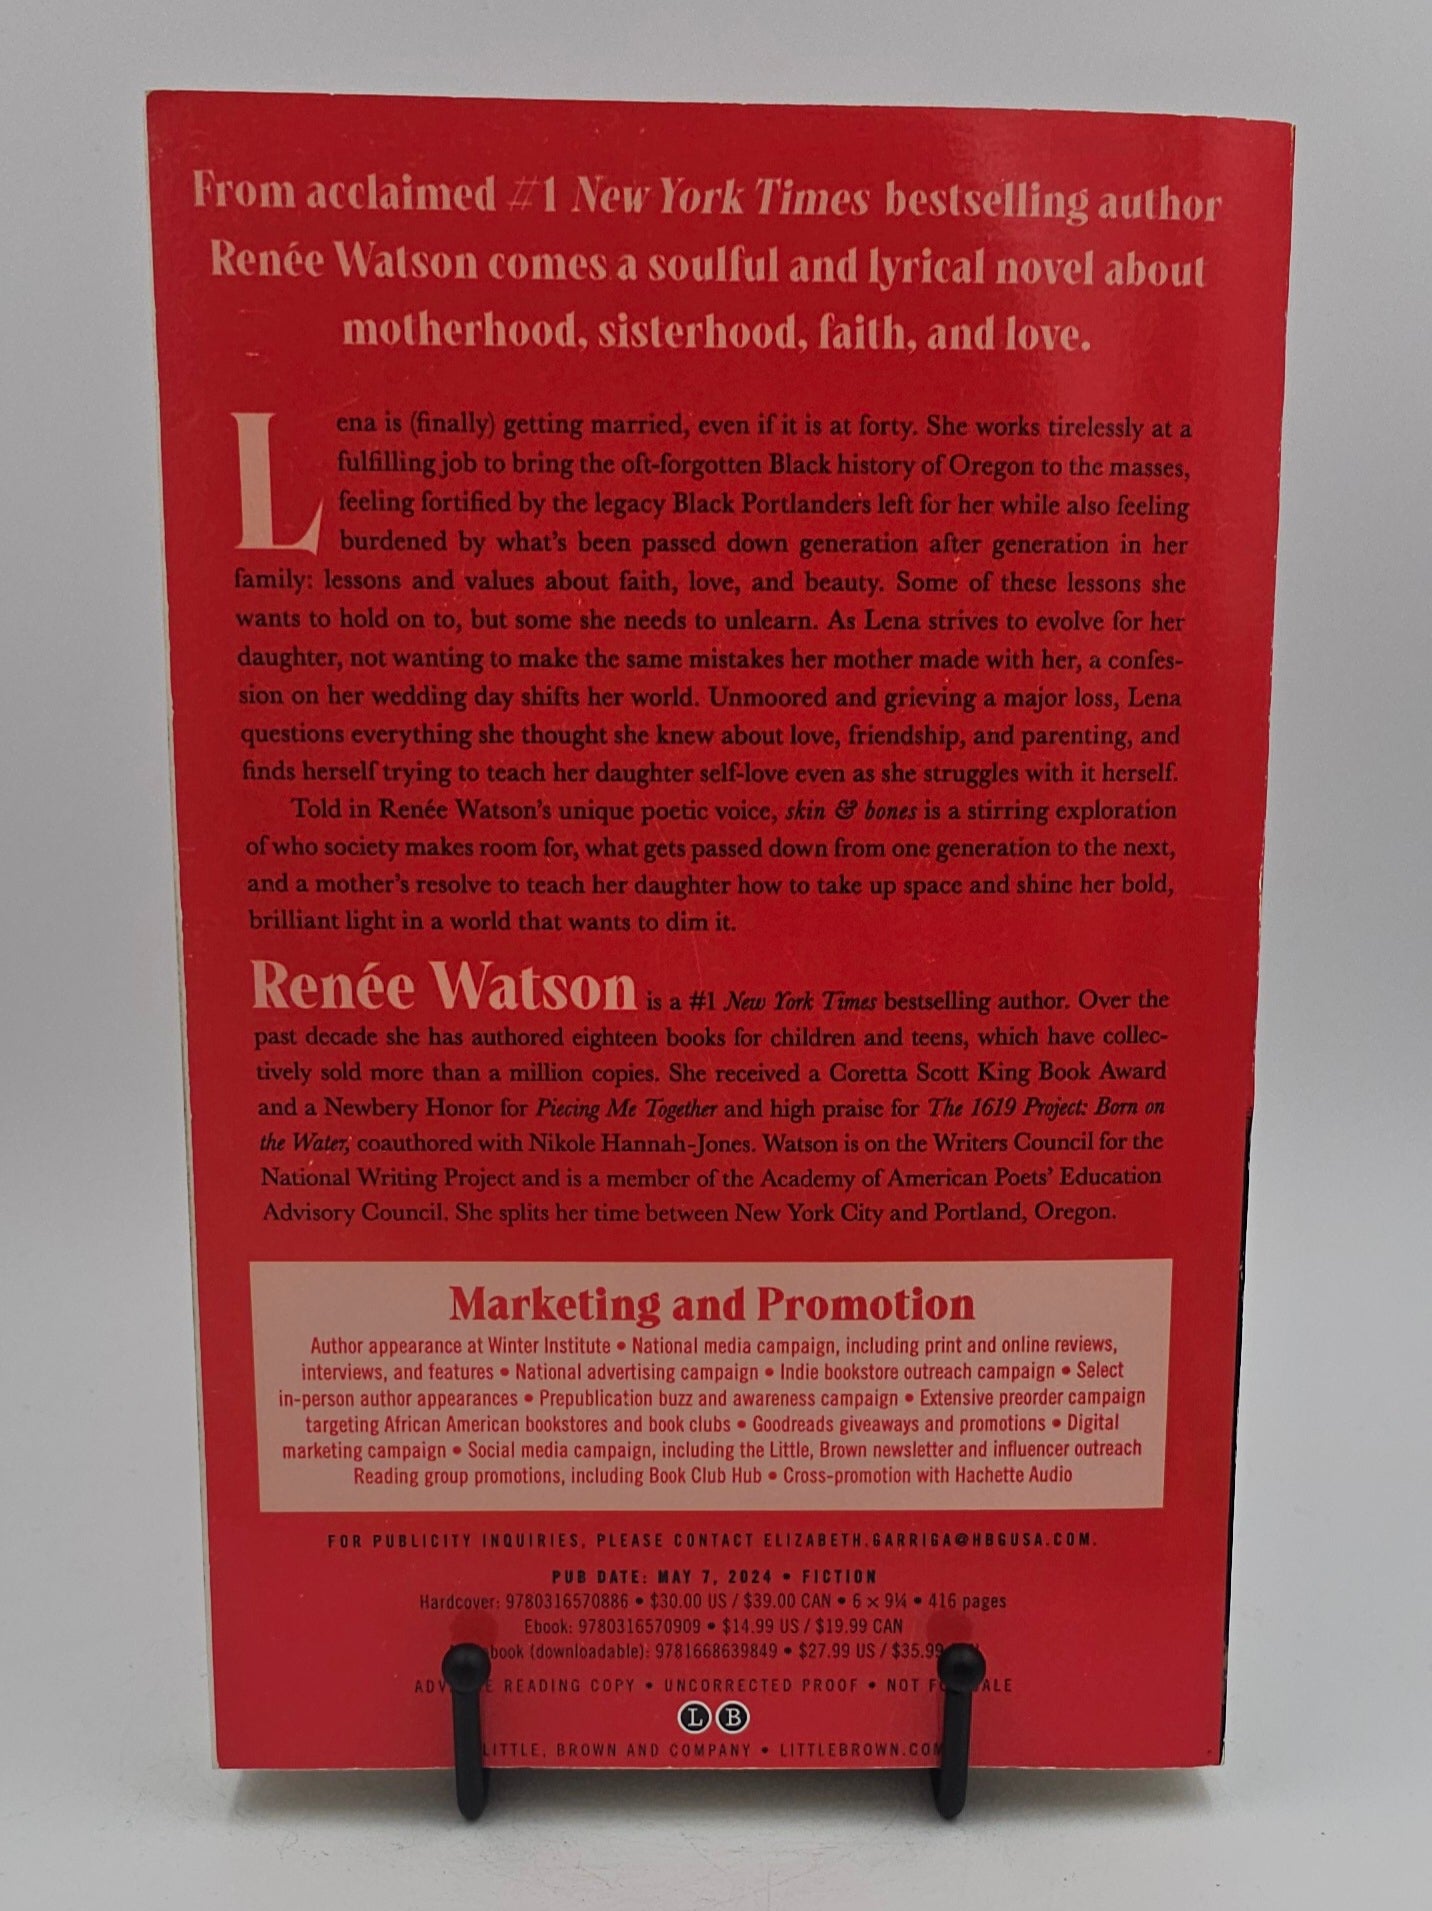 From acclaimed #1 New York Times bestselling author
Renée Watson comes a soulful and lyrical novel about
motherhood, sisterhood, faith, and love.
Lena is (finally) getting married, even if it is at forty. She works tirelessly at a
fulfilling job to bring the oft-forgotten Black history of Oregon to the masses,
feeling fortified by the legacy Black Portlanders left for her while also feeling
burdened by what's been passed down generation after generation in her
family: lessons and values about faith, love, and beauty. Some of these lessons she
wants to hold on to, but some she needs to unlearn. As Lena strives to evolve for her
daughter, not wanting to make the same mistakes her mother made with her, a confes-
sion on her wedding day shifts her world. Unmoored and grieving a major loss, Lena
questions everything she thought she knew about love, friendship, and parenting, and
finds herself trying to teach her daughter self-love even as she struggles with it herself.
Told in Renée Watson's unique poetic voice, skin & bones is a stirring exploration
of who society makes room for, what gets passed down from one generation to the next,
and a mother's resolve to teach her daughter how to take up space and shine her bold,
brilliant light in a world that wants to dim it.
Renée Watson is a #1 New York Times bestselling author. Over the
past decade she has authored eighteen books for children and teens, which have collec-
tively sold more than a million copies. She received a Coretta Scott King Book Award
and a Newbery Honor for Piecing Me Together and high praise for The 1619 Project: Born on
the Water, coauthored with Nikole Hannah-Jones. Watson is on the Writers Council for the
National Writing Project and is a member of the Academy of American Poets' Education
Advisory Council. She splits her time between New York City and Portland, Oregon.
Marketing and Promotion
Author appearance at Winter Institute • National media campaign, including print and online reviews,
interviews, and features • National advertising campaign • Indie bookstore outreach campaign • Select
in-person author appearances • Prepublication buzz and awareness campaign • Extensive preorder campaign
targeting African American bookstores and book clubs • Goodreads giveaways and promotions • Digital
marketing campaign • Social media campaign, including the Little, Brown newsletter and influencer outreach
Reading group promotions, including Book Club Hub • Cross-promotion with Hachette Audio
FOR PUBLICITY INQUIRIES, PLEASE CONTACT ELIZABETH.GARRIGA@HBGUSA.COM.
PUB DATE: MAY 7, 2024 • FICTION
Hardcover: 9780316570886 • $30.00 US / $39.00 CAN • 6 × 9¼ • 416 pages
Ebook: 9780316570909 • $14.99 US / $19.99 CAN
(downloadable): 9781668639849 • $27.99 US / $35.99
READING COPY • UNCORRECTED PROOF • NOT
L B
LITTLE, BROWN AND COMPANY • LITTLEBROWN.COM